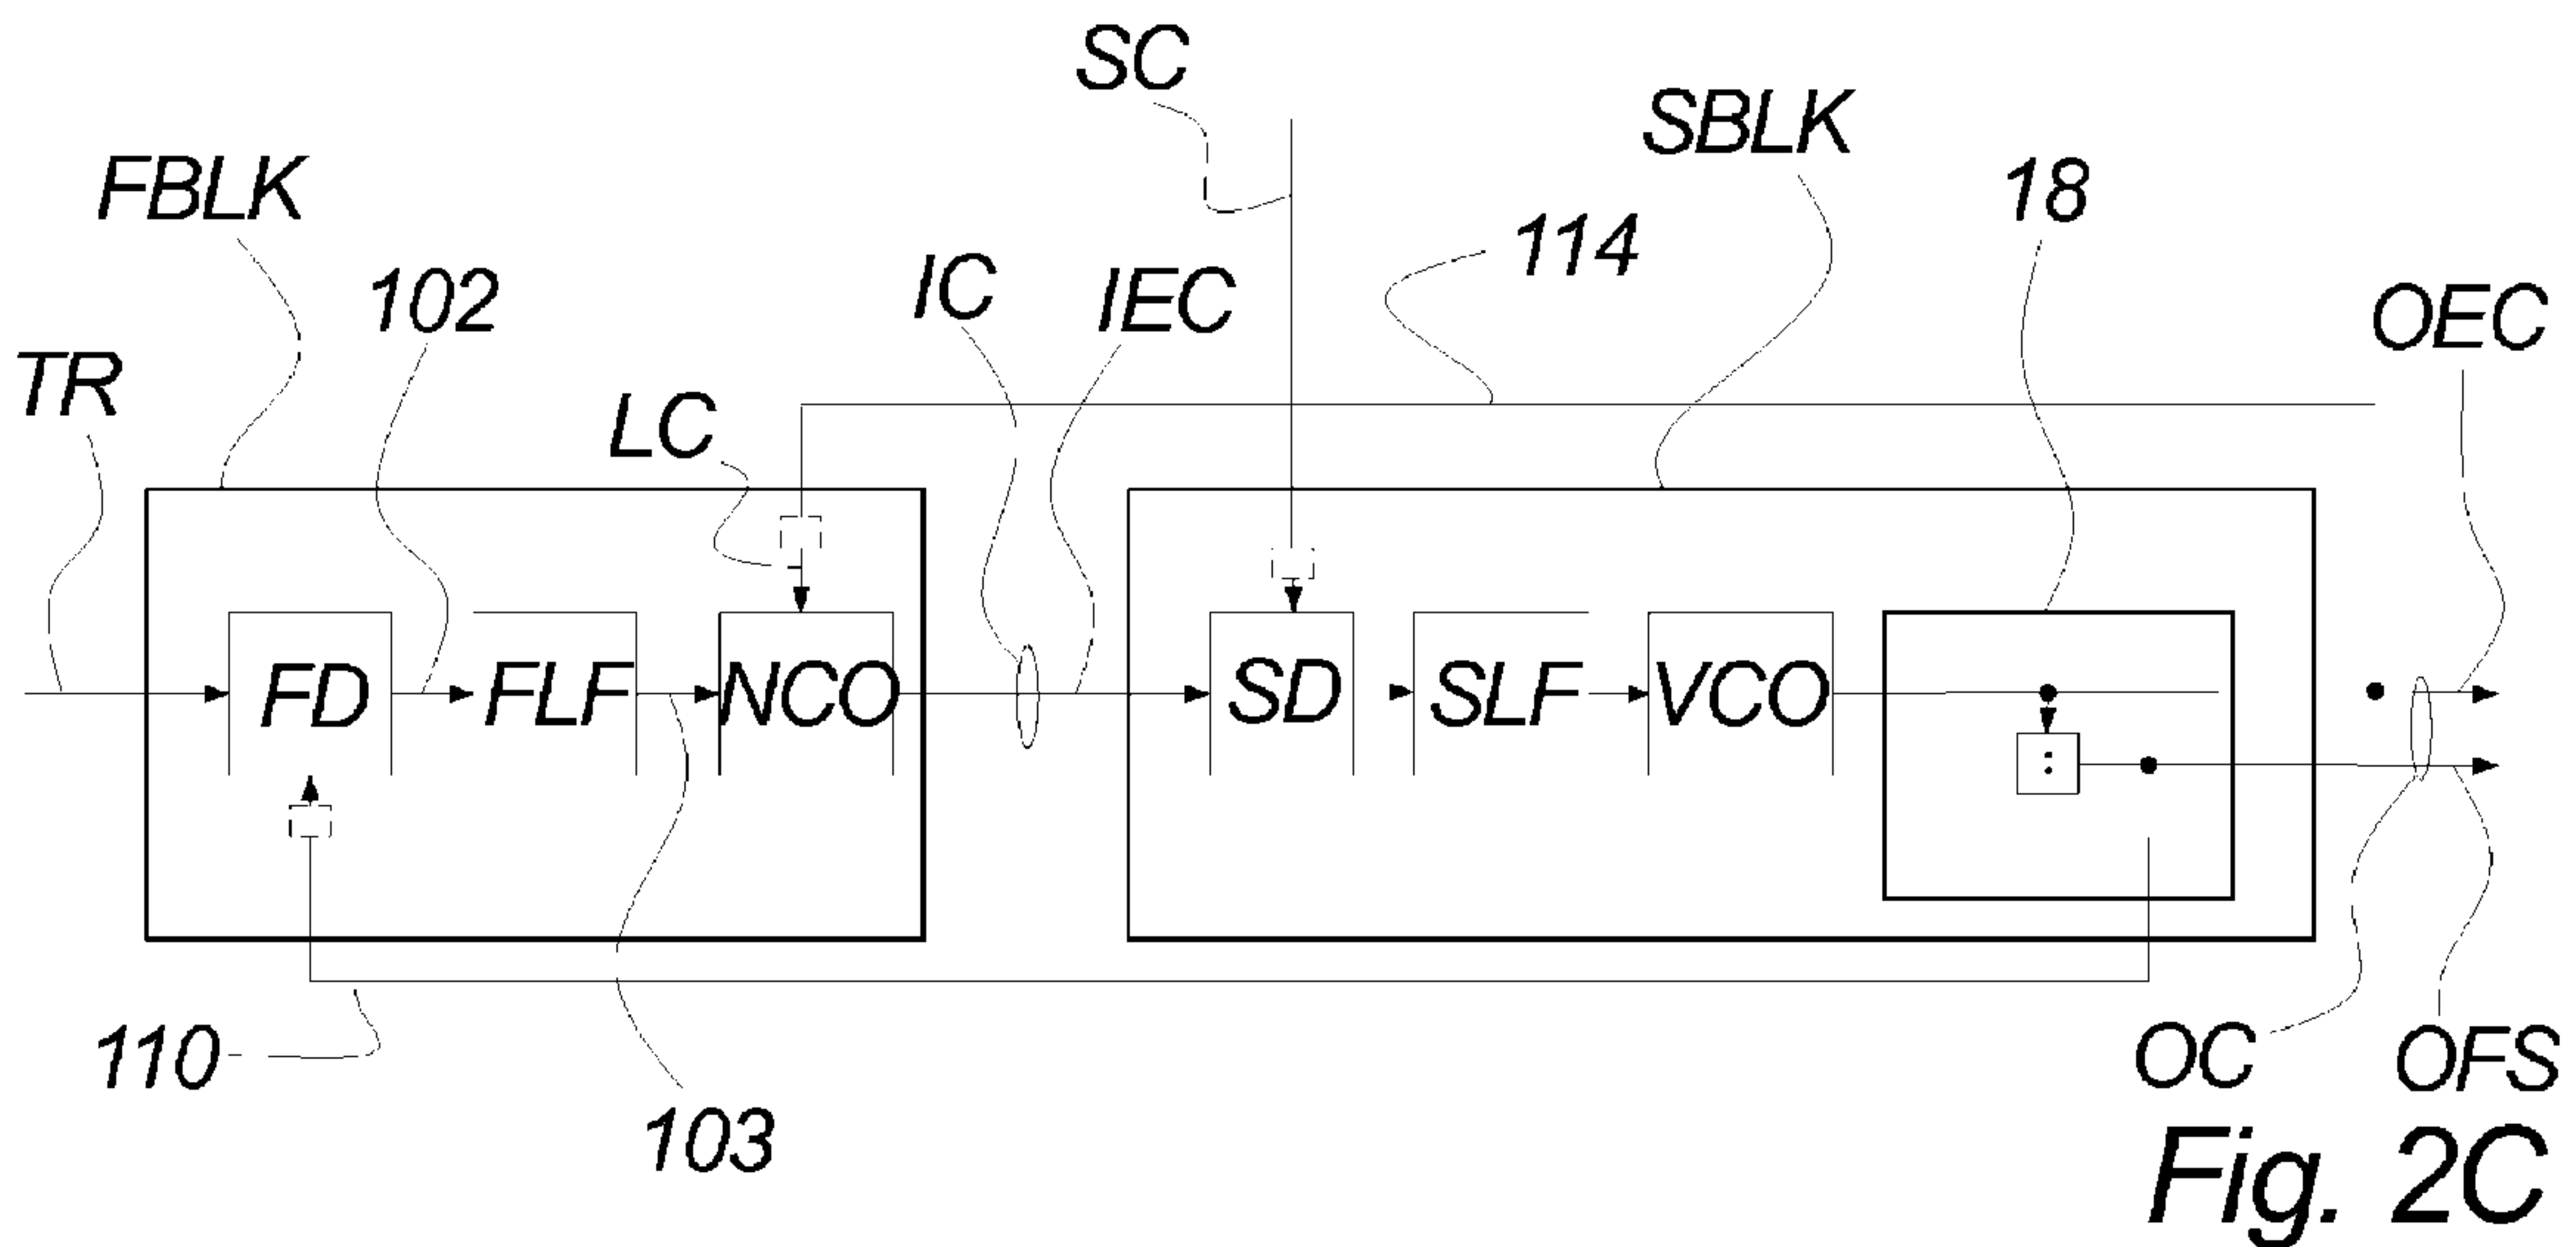 SC
SBLK
FBLK
18
114
IC
IEC
102
OEC
TR
LC
FD
FLF
NCO
SD
SLF
VCO
:
110
103
OC
OFS
Fig. 2C